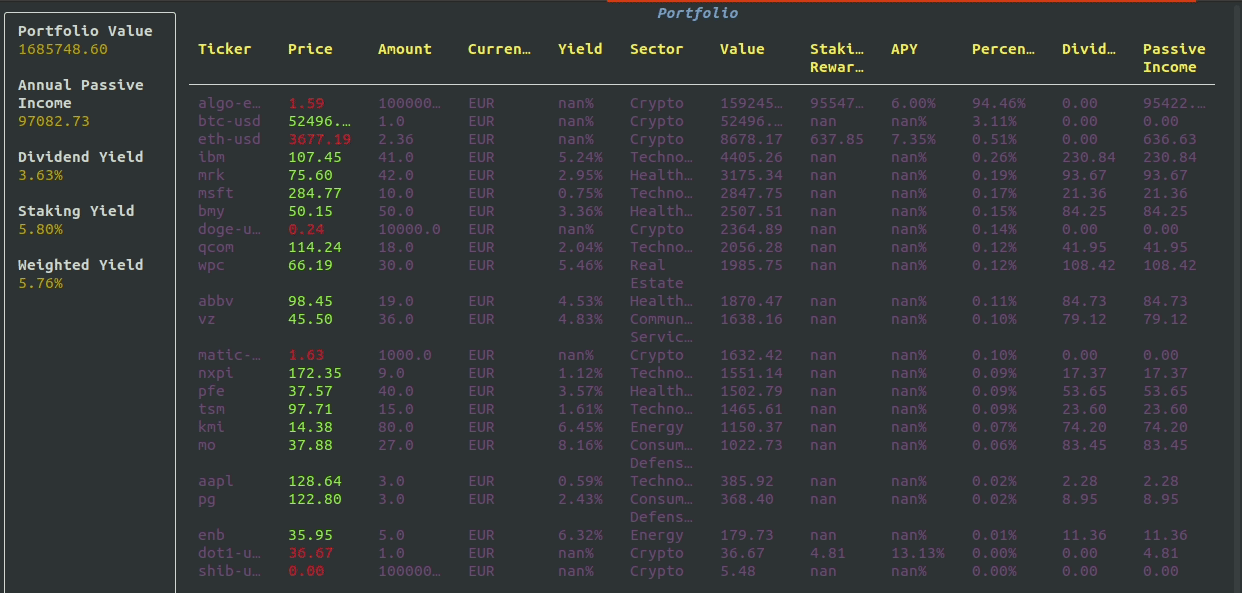 Portfolio
Portfolio Value
1685748.60
Annual Passive
Income
97082.73
Dividend Yield
3.63%
Staking Yield
5.80%
Weighted Yield
5.76%
Ticker Price Amount Curren… Yield Sector Value Staki… APY Percen… Divid… Passive
Rewar… Income
algo-e… 1.59 100000… EUR nan% Crypto 159245… 95547… 6.00% 94.46% 0.00 95422.…
btc-usd 52496.… 1.0 EUR nan% Crypto 52496.… nan nan% 3.11% 0.00 0.00
eth-usd 3677.19 2.36 EUR nan% Crypto 8678.17 637.85 7.35% 0.51% 0.00 636.63
ibm 107.45 41.0 EUR 5.24% Techno… 4405.26 nan nan% 0.26% 230.84 230.84
mrk 75.60 42.0 EUR 2.95% Health… 3175.34 nan nan% 0.19% 93.67 93.67
msft 284.77 10.0 EUR 0.75% Techno… 2847.75 nan nan% 0.17% 21.36 21.36
bmy 50.15 50.0 EUR 3.36% Health… 2507.51 nan nan% 0.15% 84.25 84.25
doge-u… 0.24 10000.0 EUR nan% Crypto 2364.89 nan nan% 0.14% 0.00 0.00
qcom 114.24 18.0 EUR 2.04% Techno… 2056.28 nan nan% 0.12% 41.95 41.95
wpc 66.19 30.0 EUR 5.46% Real 1985.75 nan nan% 0.12% 108.42 108.42
Estate
abbv 98.45 19.0 EUR 4.53% Health… 1870.47 nan nan% 0.11% 84.73 84.73
vz 45.50 36.0 EUR 4.83% Commun… 1638.16 nan nan% 0.10% 79.12 79.12
Servic…
matic-… 1.63 1000.0 EUR nan% Crypto 1632.42 nan nan% 0.10% 0.00 0.00
nxpi 172.35 9.0 EUR 1.12% Techno… 1551.14 nan nan% 0.09% 17.37 17.37
pfe 37.57 40.0 EUR 3.57% Health… 1502.79 nan nan% 0.09% 53.65 53.65
tsm 97.71 15.0 EUR 1.61% Techno… 1465.61 nan nan% 0.09% 23.60 23.60
kmi 14.38 80.0 EUR 6.45% Energy 1150.37 nan nan% 0.07% 74.20 74.20
mo 37.88 27.0 EUR 8.16% Consum… 1022.73 nan nan% 0.06% 83.45 83.45
Defens…
aapl 128.64 3.0 EUR 0.59% Techno… 385.92 nan nan% 0.02% 2.28 2.28
pg 122.80 3.0 EUR 2.43% Consum… 368.40 nan nan% 0.02% 8.95 8.95
Defens…
enb 35.95 5.0 EUR 6.32% Energy 179.73 nan nan% 0.01% 11.36 11.36
dot1-u… 36.67 1.0 EUR nan% Crypto 36.67 4.81 13.13% 0.00% 0.00 4.81
shib-u… 0.00 100000… EUR nan% Crypto 5.48 nan nan% 0.00% 0.00 0.00